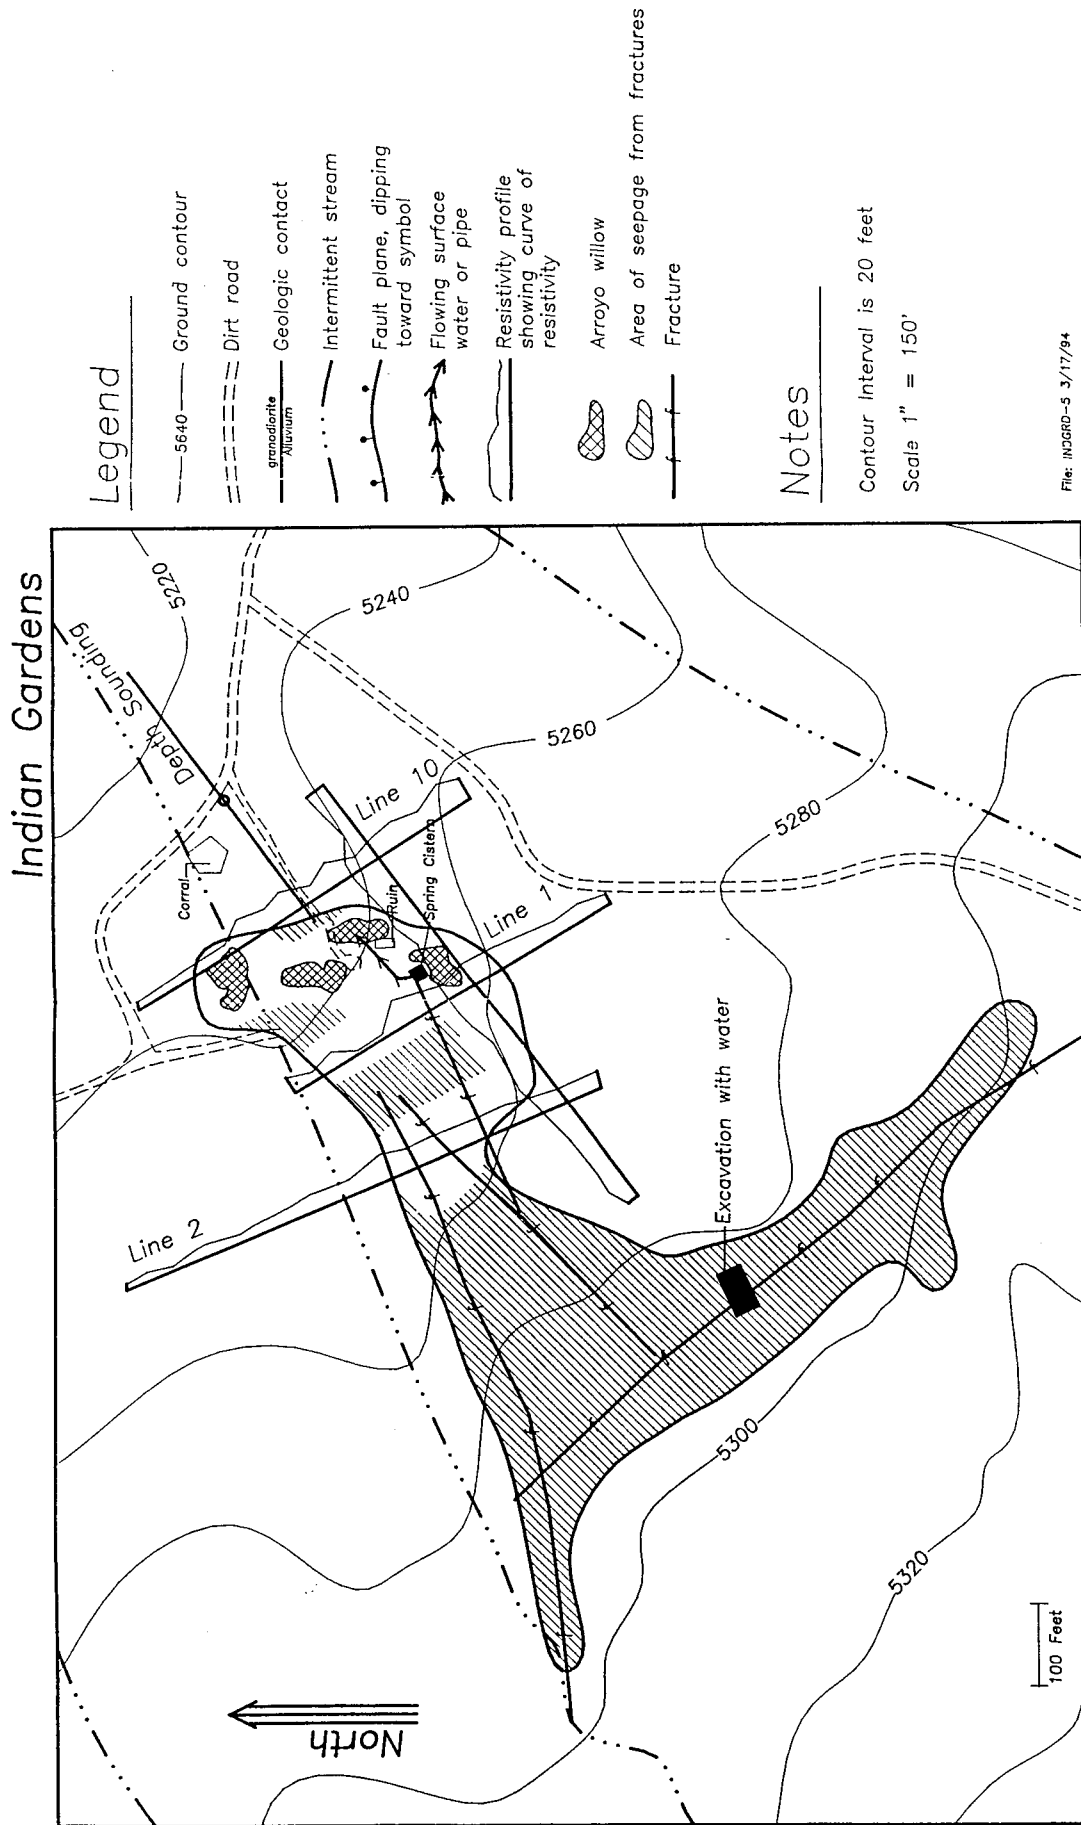 Indian Gardens
Legend
5640
Ground contour
Dirt road
granodiorite
Alluvium
Geologic contact
Intermittent stream
Fault plane, dipping
toward symbol
Flowing surface
water or pipe
Resistivity profile
showing curve of
resistivity
Arroyo willow
Area of seepage from fractures
f
f
Fracture
Notes
Contour Interval is 20 feet
Scale 1" = 150'
File: INDGRD-5 3/17/94
5220
5240
5260
5280
5300
5320
Depth Sounding
Corral
Line 10
Ruin
Spring Cistern
Line 1
Line 2
Excavation with water
North
100 Feet